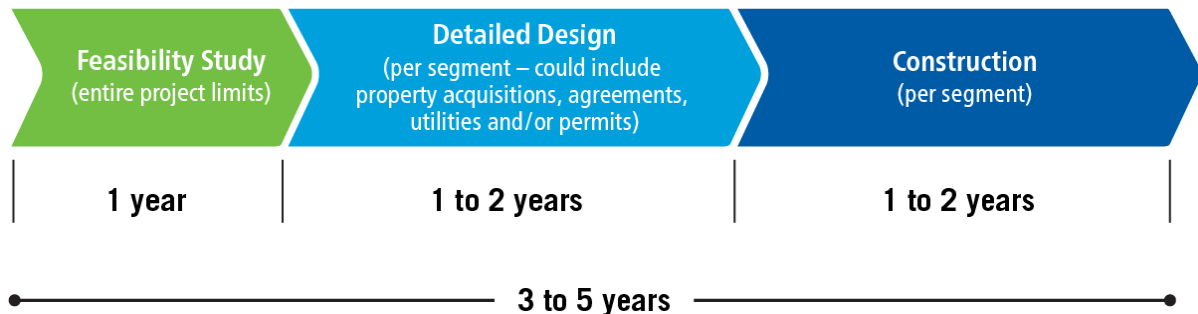 Feasibility Study
(entire project limits)
Detailed Design
(per segment – could include
property acquisitions, agreements,
utilities and/or permits)
Construction
(per segment)
1 year
1 to 2 years
1 to 2 years
3 to 5 years